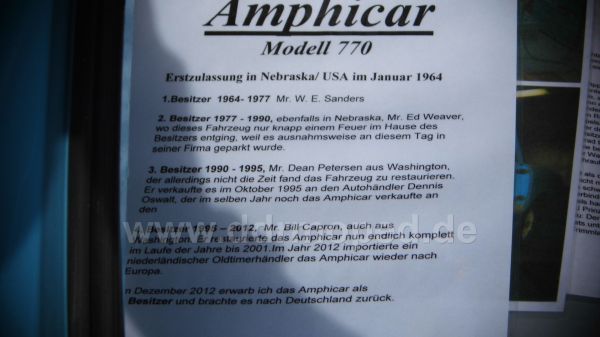 Amphicar
Modell 770
Erstzulassung in Nebraska/ USA im Januar 1964
1.Besitzer 1964- 1977 Mr. W. E. Sanders
2. Besitzer 1977 - 1990, ebenfalls in Nebraska, Mr. Ed Weaver,
wo dieses Fahrzeug nur knapp einem Feuer im Hause des
Besitzers entging, weil es ausnahmsweise an diesem Tag in
seiner Firma geparkt wurde.
3. Besitzer 1990 - 1995, Mr. Dean Petersen aus Washington,
der allerdings nicht die Zeit fand das Fahrzeug zu restaurieren.
Er verkaufte es im Oktober 1995 an den Autohändler Dennis
Oswalt, der im selben Jahr noch das Amphicar verkaufte an
den
Besitzer 1995 – 2012, Mr. Bill Capron, auch aus
Washington. Er restaurierte das Amphicar nun endlich komplett
im Laufe der Jahre bis 2001.Im Jahr 2012 importierte ein
niederländischer Oldtimerhändler das Amphicar wieder nach
Europa.
m Dezember 2012 erwarb ich das Amphicar als
Besitzer und brachte es nach Deutschland zurück.